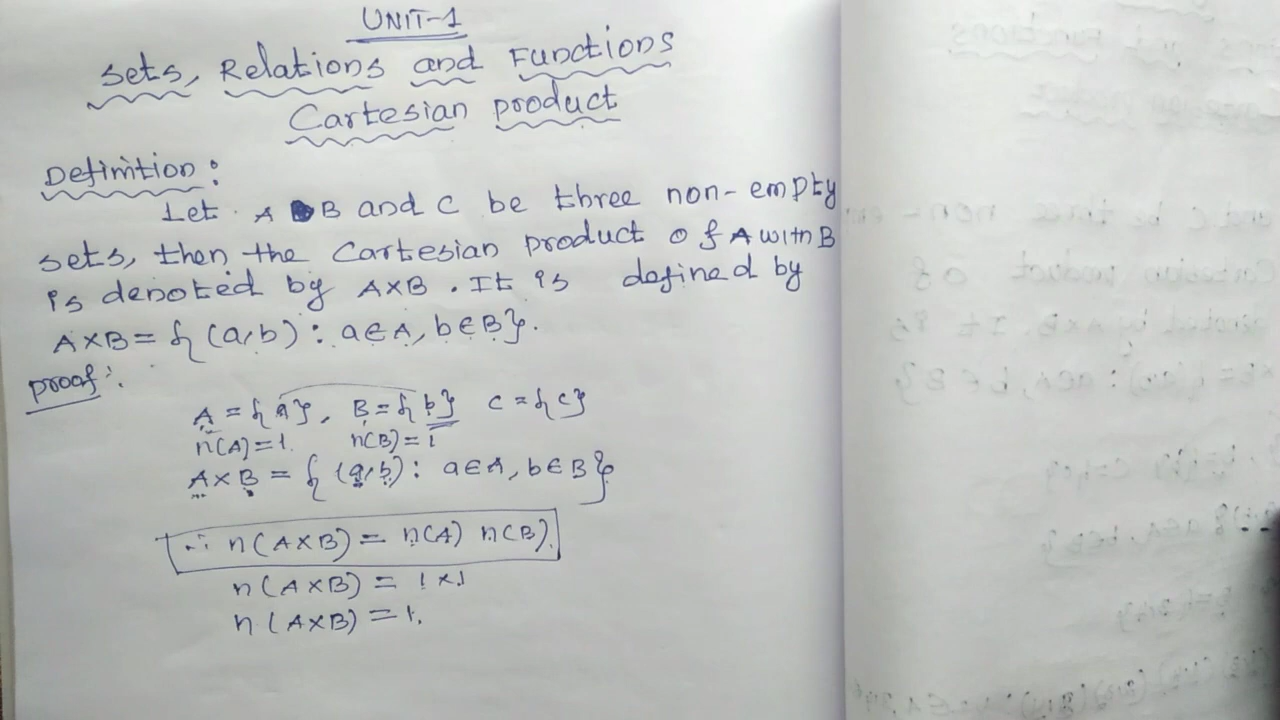 UNIT-1
Sets, Relations and Functions
Cartesian product
Definition:
Let A B and C be three non-empty
sets, then the Cartesian product of A with B
is denoted by A×B. It is defined by
A×B = {(a,b): a∈A, b∈B}.
proof:
A = {a}, B = {b} C = {c}
n(A)=1. n(B)=1
A×B = {(a,b): a∈A, b∈B}
∴ n(A×B) = n(A) n(B).
n(A×B) = 1×1
n(A×B) = 1.